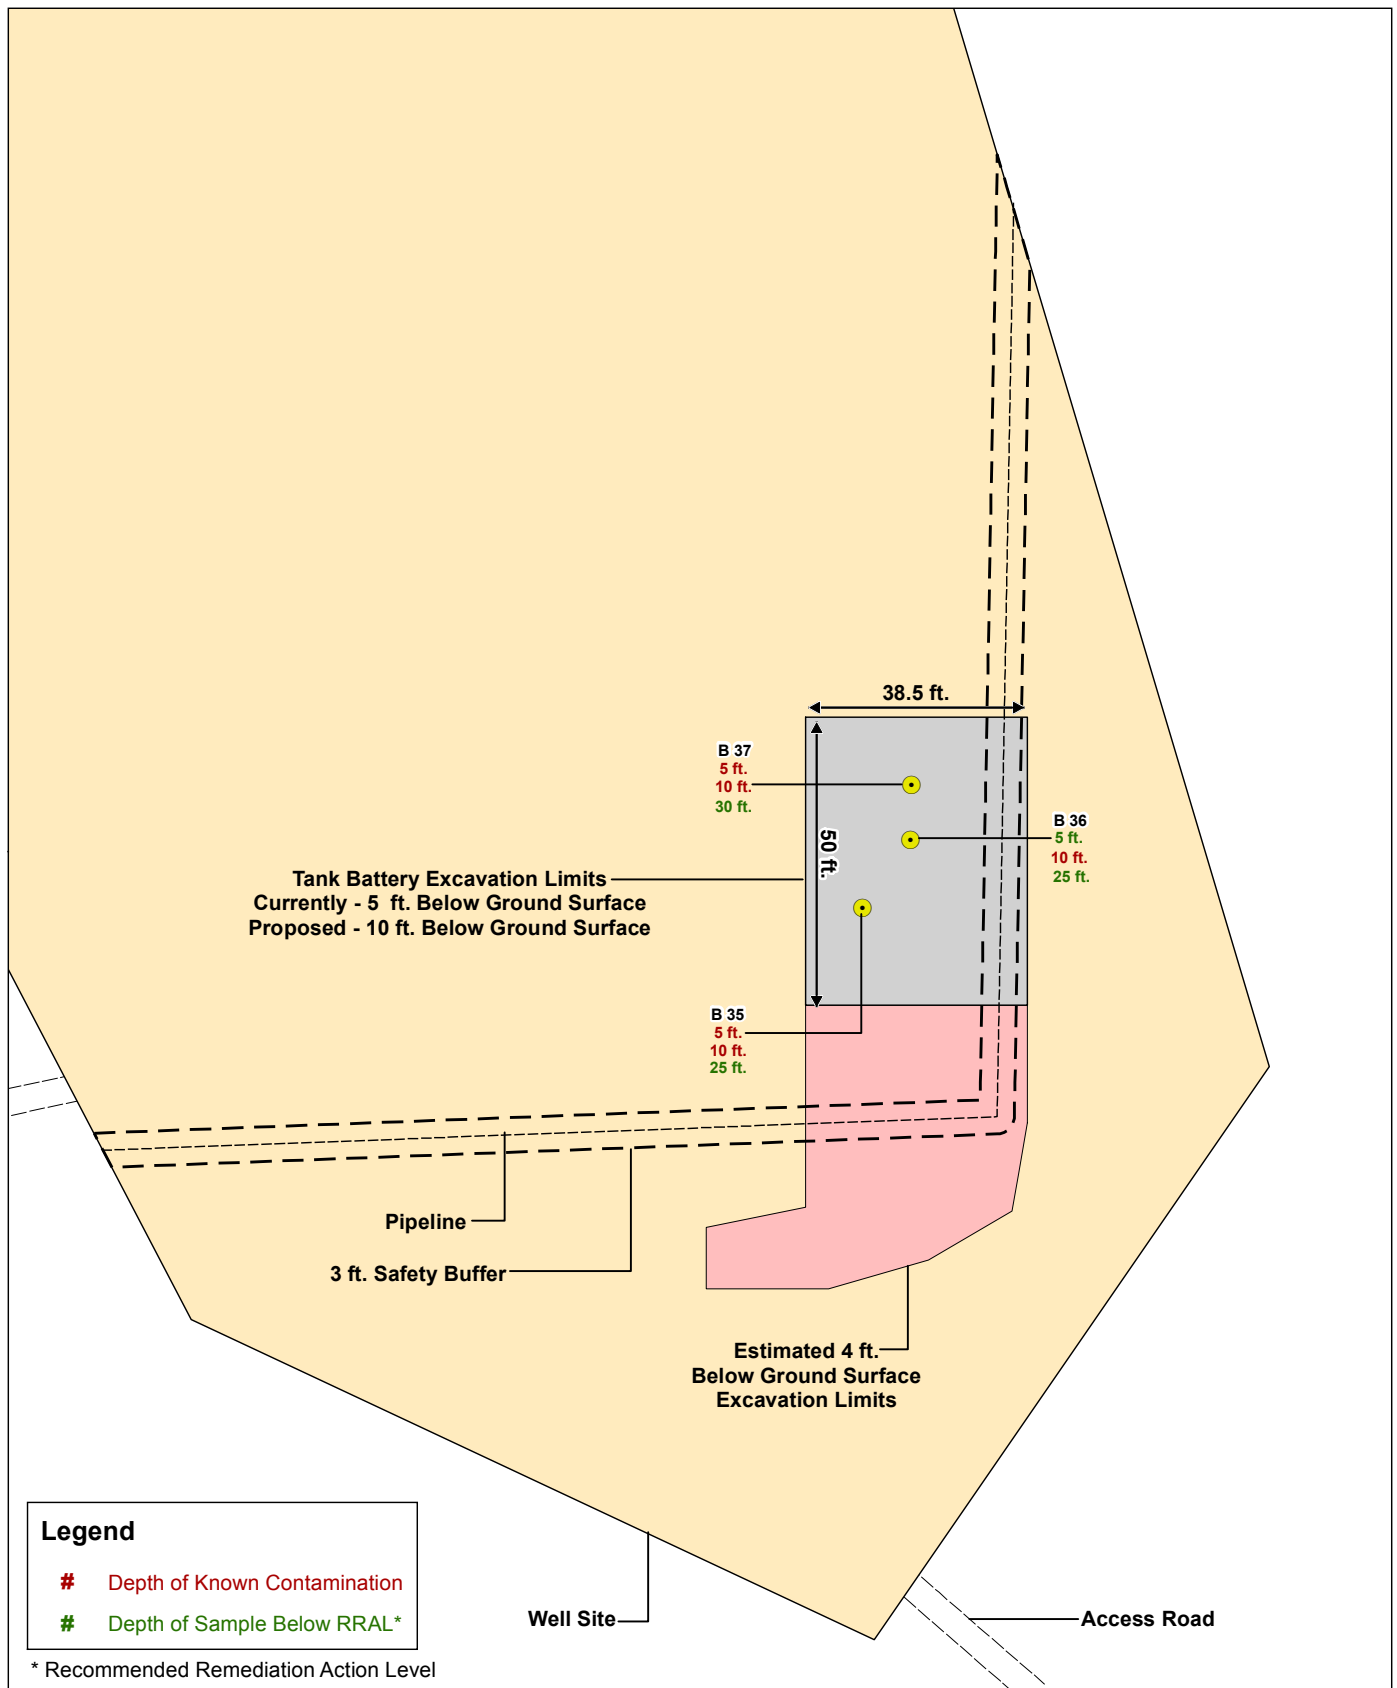 38.5 ft.
50 ft.
B 37
5 ft.
10 ft.
30 ft.
B 36
5 ft.
10 ft.
25 ft.
Tank Battery Excavation Limits
Currently - 5 ft. Below Ground Surface
Proposed - 10 ft. Below Ground Surface
B 35
5 ft.
10 ft.
25 ft.
Pipeline
3 ft. Safety Buffer
Estimated 4 ft.
Below Ground Surface
Excavation Limits
Legend
# Depth of Known Contamination
# Depth of Sample Below RRAL*
* Recommended Remediation Action Level
Well Site
Access Road